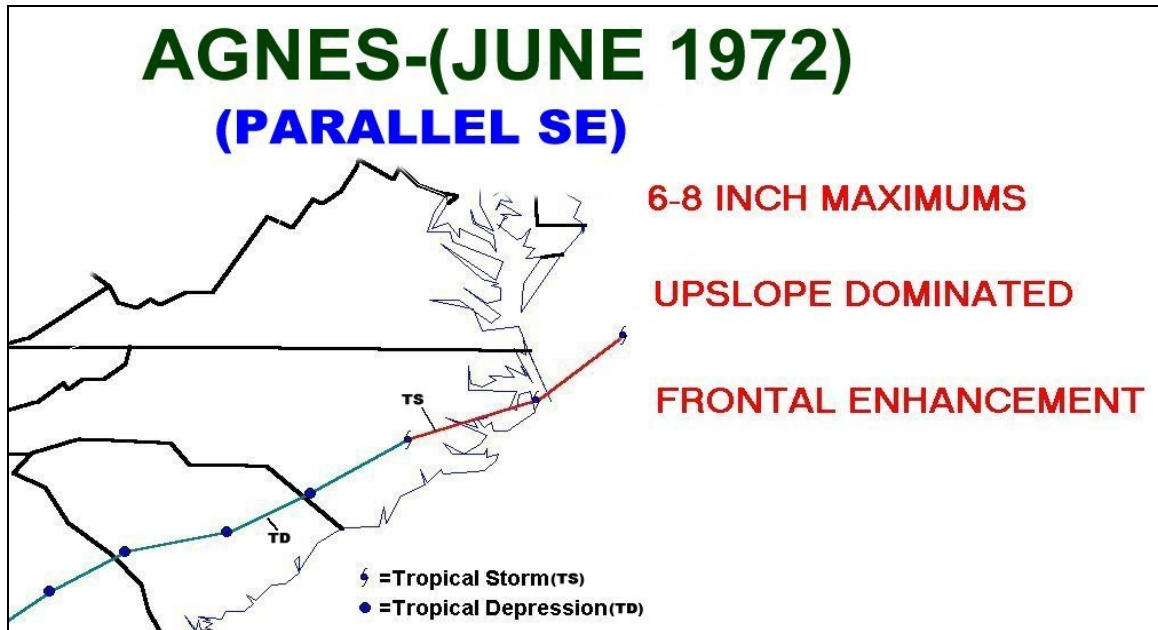 AGNES-(JUNE 1972)
(PARALLEL SE)
6-8 INCH MAXIMUMS
UPSLOPE DOMINATED
FRONTAL ENHANCEMENT
TS
TD
=Tropical Storm(TS)
=Tropical Depression(TD)